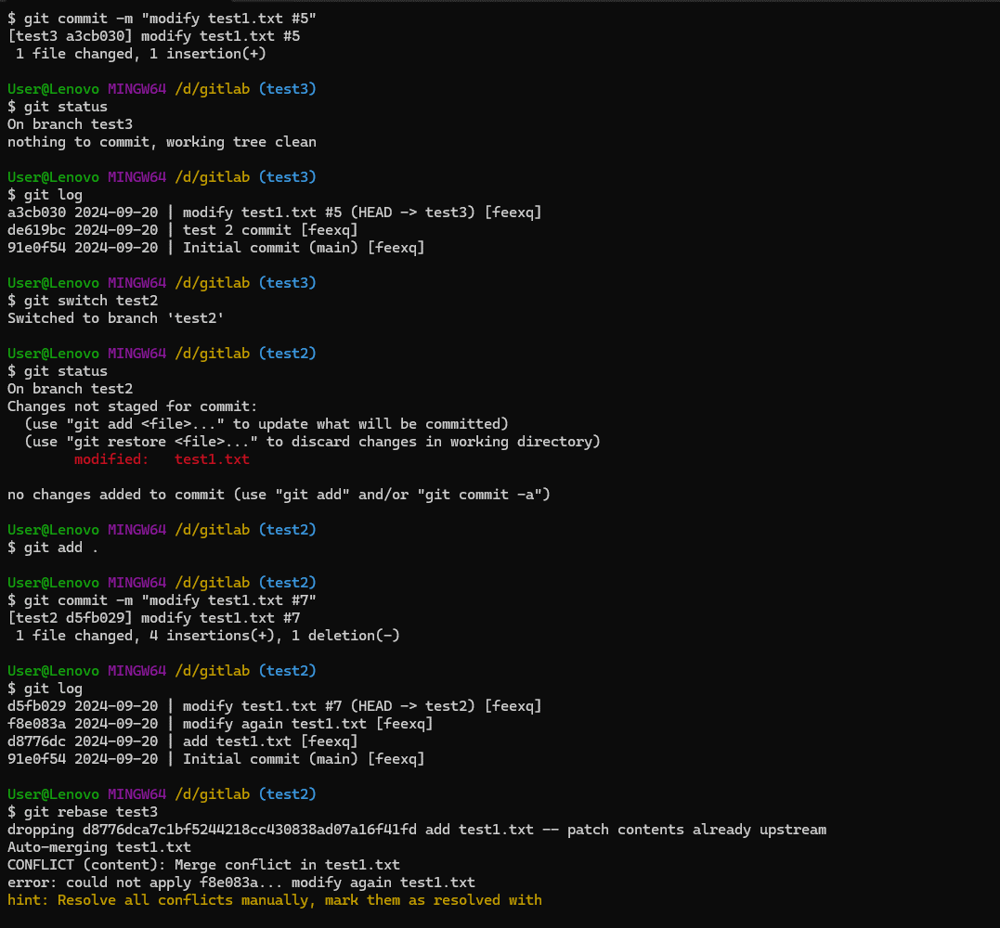 $ git commit -m "modify test1.txt #5"
[test3 a3cb030] modify test1.txt #5
 1 file changed, 1 insertion(+)

User@Lenovo MINGW64 /d/gitlab (test3)
$ git status
On branch test3
nothing to commit, working tree clean

User@Lenovo MINGW64 /d/gitlab (test3)
$ git log
a3cb030 2024-09-20 | modify test1.txt #5 (HEAD -> test3) [feexq]
de619bc 2024-09-20 | test 2 commit [feexq]
91e0f54 2024-09-20 | Initial commit (main) [feexq]

User@Lenovo MINGW64 /d/gitlab (test3)
$ git switch test2
Switched to branch 'test2'

User@Lenovo MINGW64 /d/gitlab (test2)
$ git status
On branch test2
Changes not staged for commit:
  (use "git add <file>..." to update what will be committed)
  (use "git restore <file>..." to discard changes in working directory)
        modified:   test1.txt

no changes added to commit (use "git add" and/or "git commit -a")

User@Lenovo MINGW64 /d/gitlab (test2)
$ git add .

User@Lenovo MINGW64 /d/gitlab (test2)
$ git commit -m "modify test1.txt #7"
[test2 d5fb029] modify test1.txt #7
 1 file changed, 4 insertions(+), 1 deletion(-)

User@Lenovo MINGW64 /d/gitlab (test2)
$ git log
d5fb029 2024-09-20 | modify test1.txt #7 (HEAD -> test2) [feexq]
f8e083a 2024-09-20 | modify again test1.txt [feexq]
d8776dc 2024-09-20 | add test1.txt [feexq]
91e0f54 2024-09-20 | Initial commit (main) [feexq]

User@Lenovo MINGW64 /d/gitlab (test2)
$ git rebase test3
dropping d8776dca7c1bf5244218cc430838ad07a16f41fd add test1.txt -- patch contents already upstream
Auto-merging test1.txt
CONFLICT (content): Merge conflict in test1.txt
error: could not apply f8e083a... modify again test1.txt
hint: Resolve all conflicts manually, mark them as resolved with